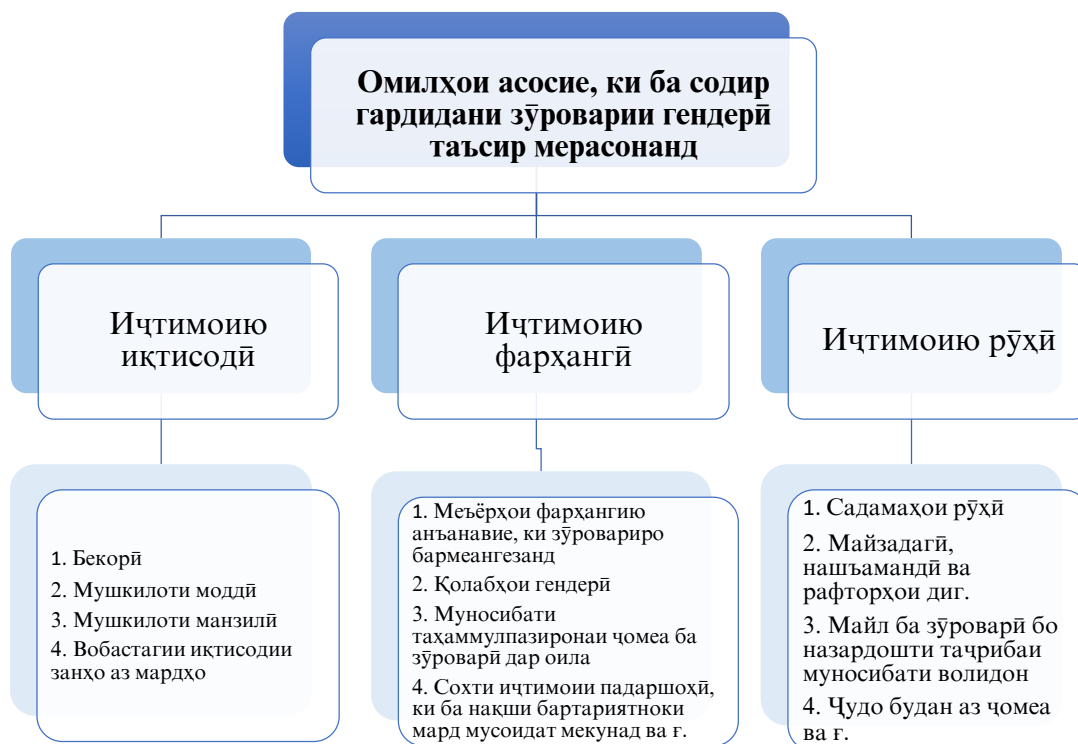 Омилҳои асосие, ки ба содир
гардидани зӯроварии гендерӣ
таъсир мерасонанд
Иҷтимоию
иқтисодӣ
Иҷтимоию
фарҳангӣ
Иҷтимоию рӯҳӣ
1. Бекорӣ
2. Мушкилоти моддӣ
3. Мушкилоти манзилӣ
4. Вобастагии иқтисодии
занҳо аз мардҳо
1. Меъёрҳои фарҳангию
анъанавие, ки зӯровариро
бармеангезанд
2. Қолабҳои гендерӣ
3. Муносибати
таҳаммулпазиронаи ҷомеа ба
зӯроварӣ дар оила
4. Сохти иҷтимоии падаршоҳӣ,
ки ба нақши бартариятноки
мард мусоидат мекунад ва ғ.
1. Садамаҳои рӯҳӣ
2. Майзадагӣ,
нашъамандӣ ва
рафторҳои диг.
3. Майл ба зӯроварӣ бо
назардошти таҷрибаи
муносибати волидон
4. Ҷудо будан аз ҷомеа
ва ғ.